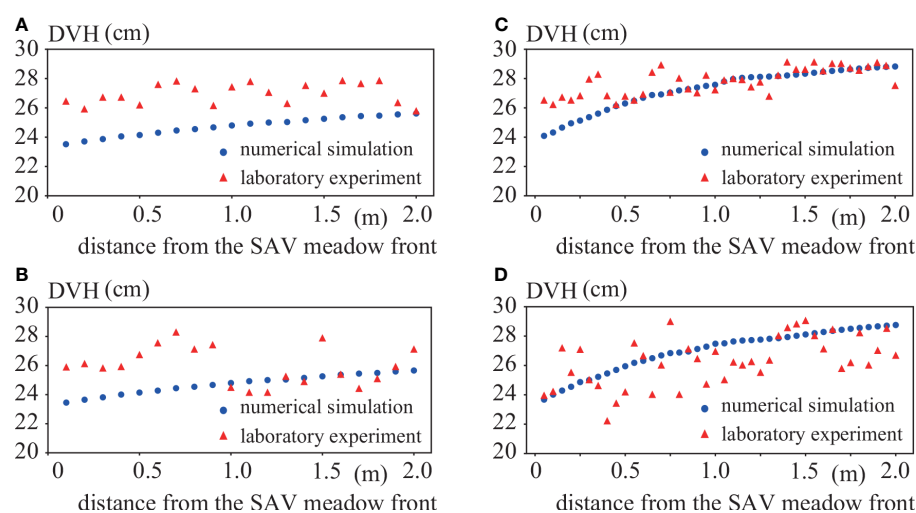 A
DVH (cm)
30
28
26
24
22
20
numerical simulation
laboratory experiment
0 0.5 1.0 1.5 (m) 2.0
distance from the SAV meadow front
B
DVH (cm)
30
28
26
24
22
20
numerical simulation
laboratory experiment
0 0.5 1.0 1.5 (m) 2.0
distance from the SAV meadow front
C
DVH (cm)
30
28
26
24
22
20
numerical simulation
laboratory experiment
0 0.5 1.0 1.5 (m) 2.0
distance from the SAV meadow front
D
DVH (cm)
30
28
26
24
22
20
numerical simulation
laboratory experiment
0 0.5 1.0 1.5 (m) 2.0
distance from the SAV meadow front